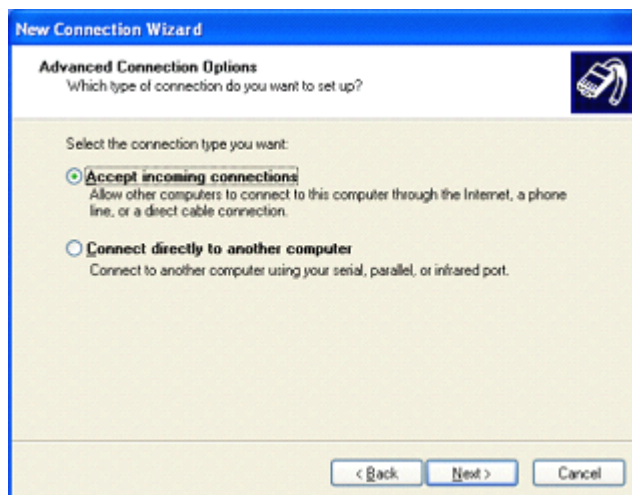 New Connection Wizard
Advanced Connection Options
Which type of connection do you want to set up?
Select the connection type you want:
Accept incoming connections
Allow other computers to connect to this computer through the Internet, a phone
line, or a direct cable connection.
Connect directly to another computer
Connect to another computer using your serial, parallel, or infrared port.
< Back
Next >
Cancel